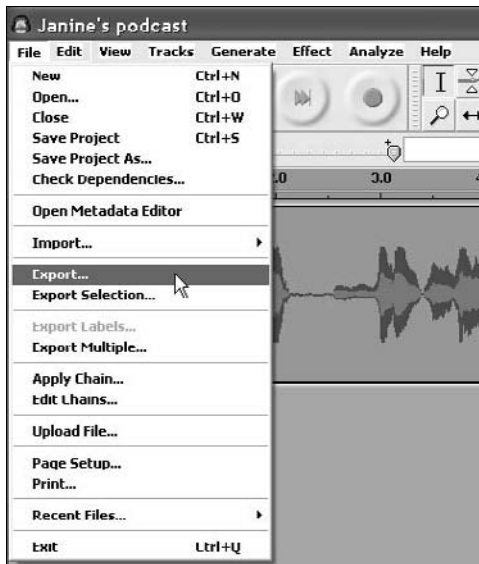 Janine's podcast
File Edit View Tracks Generate Effect Analyze Help
New Ctrl+N
Open... Ctrl+O
Close Ctrl+W
Save Project Ctrl+S
Save Project As...
Check Dependencies...
Open Metadata Editor
Import...
Export...
Export Selection...
Export Labels...
Export Multiple...
Apply Chain...
Edit Chains...
Upload File...
Page Setup...
Print...
Recent Files...
Exit Ctrl+Q
3.0